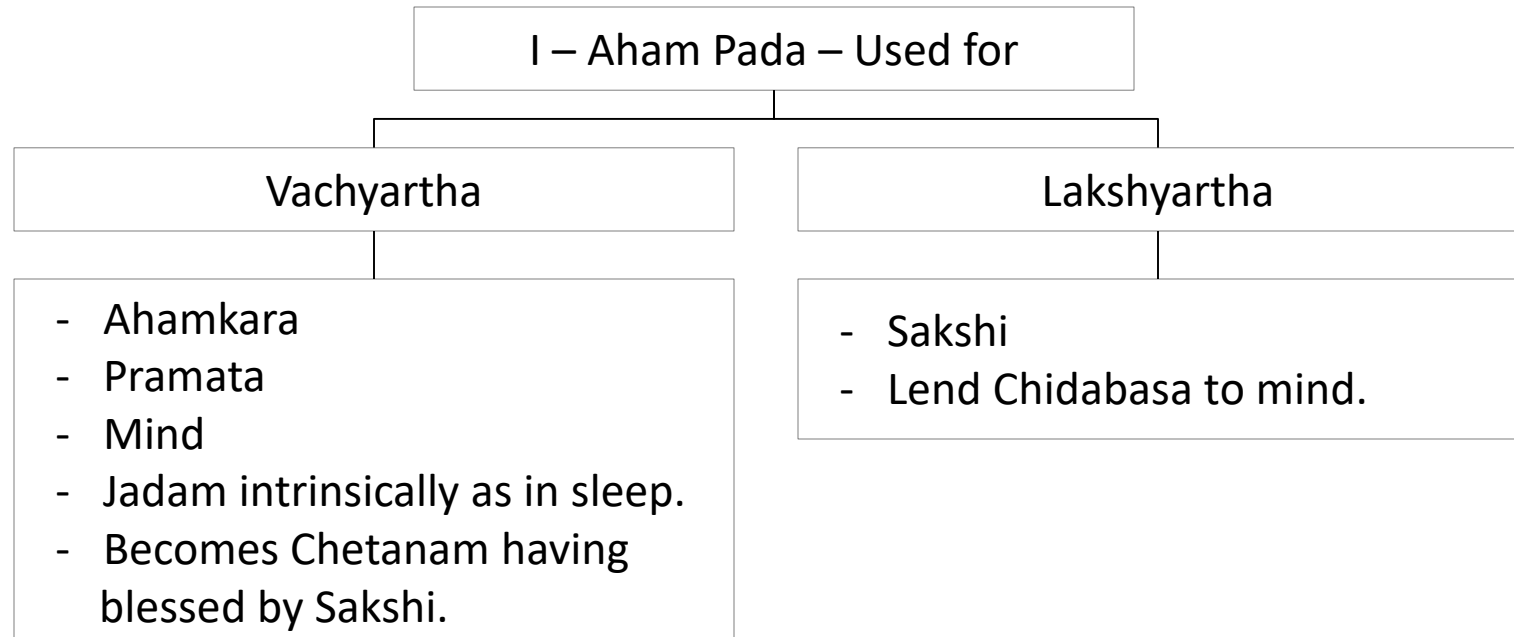 I – Aham Pada – Used for
Vachyartha
Lakshyartha
- Ahamkara
- Pramata
- Mind
- Jadam intrinsically as in sleep.
- Becomes Chetanam having
blessed by Sakshi.
- Sakshi
- Lend Chidabasa to mind.